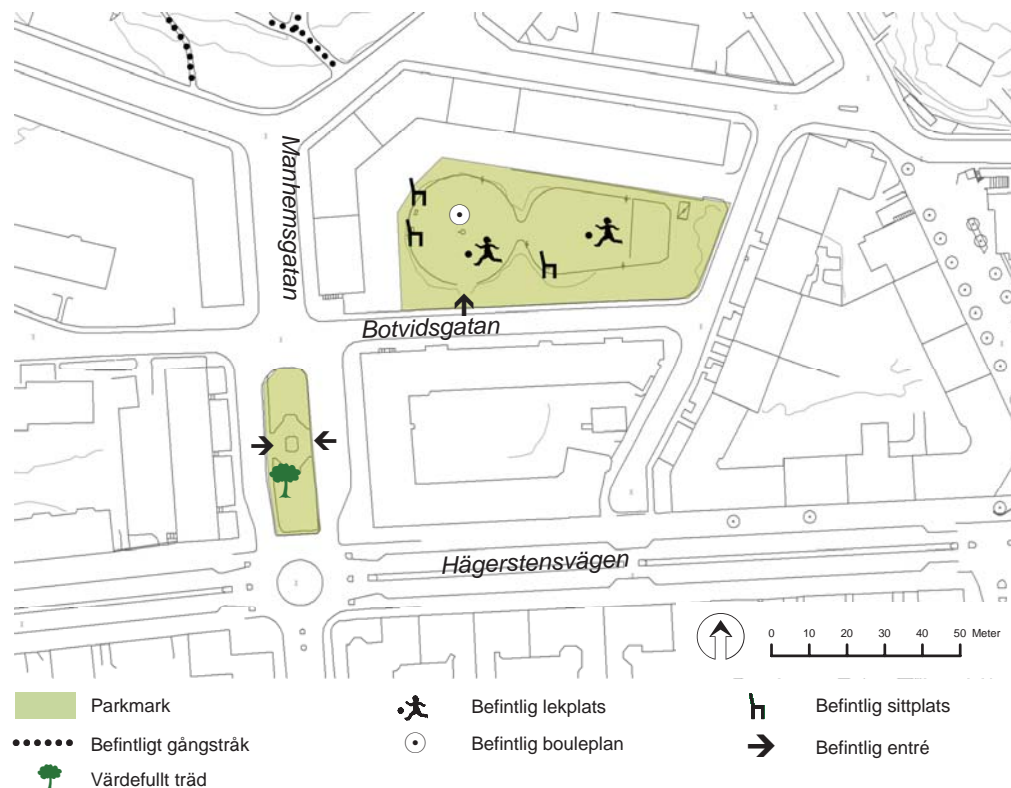 Manhemsgatan
Botvidsgatan
Hägerstensvägen
0 10 20 30 40 50 Meter
Parkmark
Befintlig lekplats
Befintlig sittplats
Befintligt gångstråk
Befintlig bouleplan
Befintlig entré
Värdefullt träd